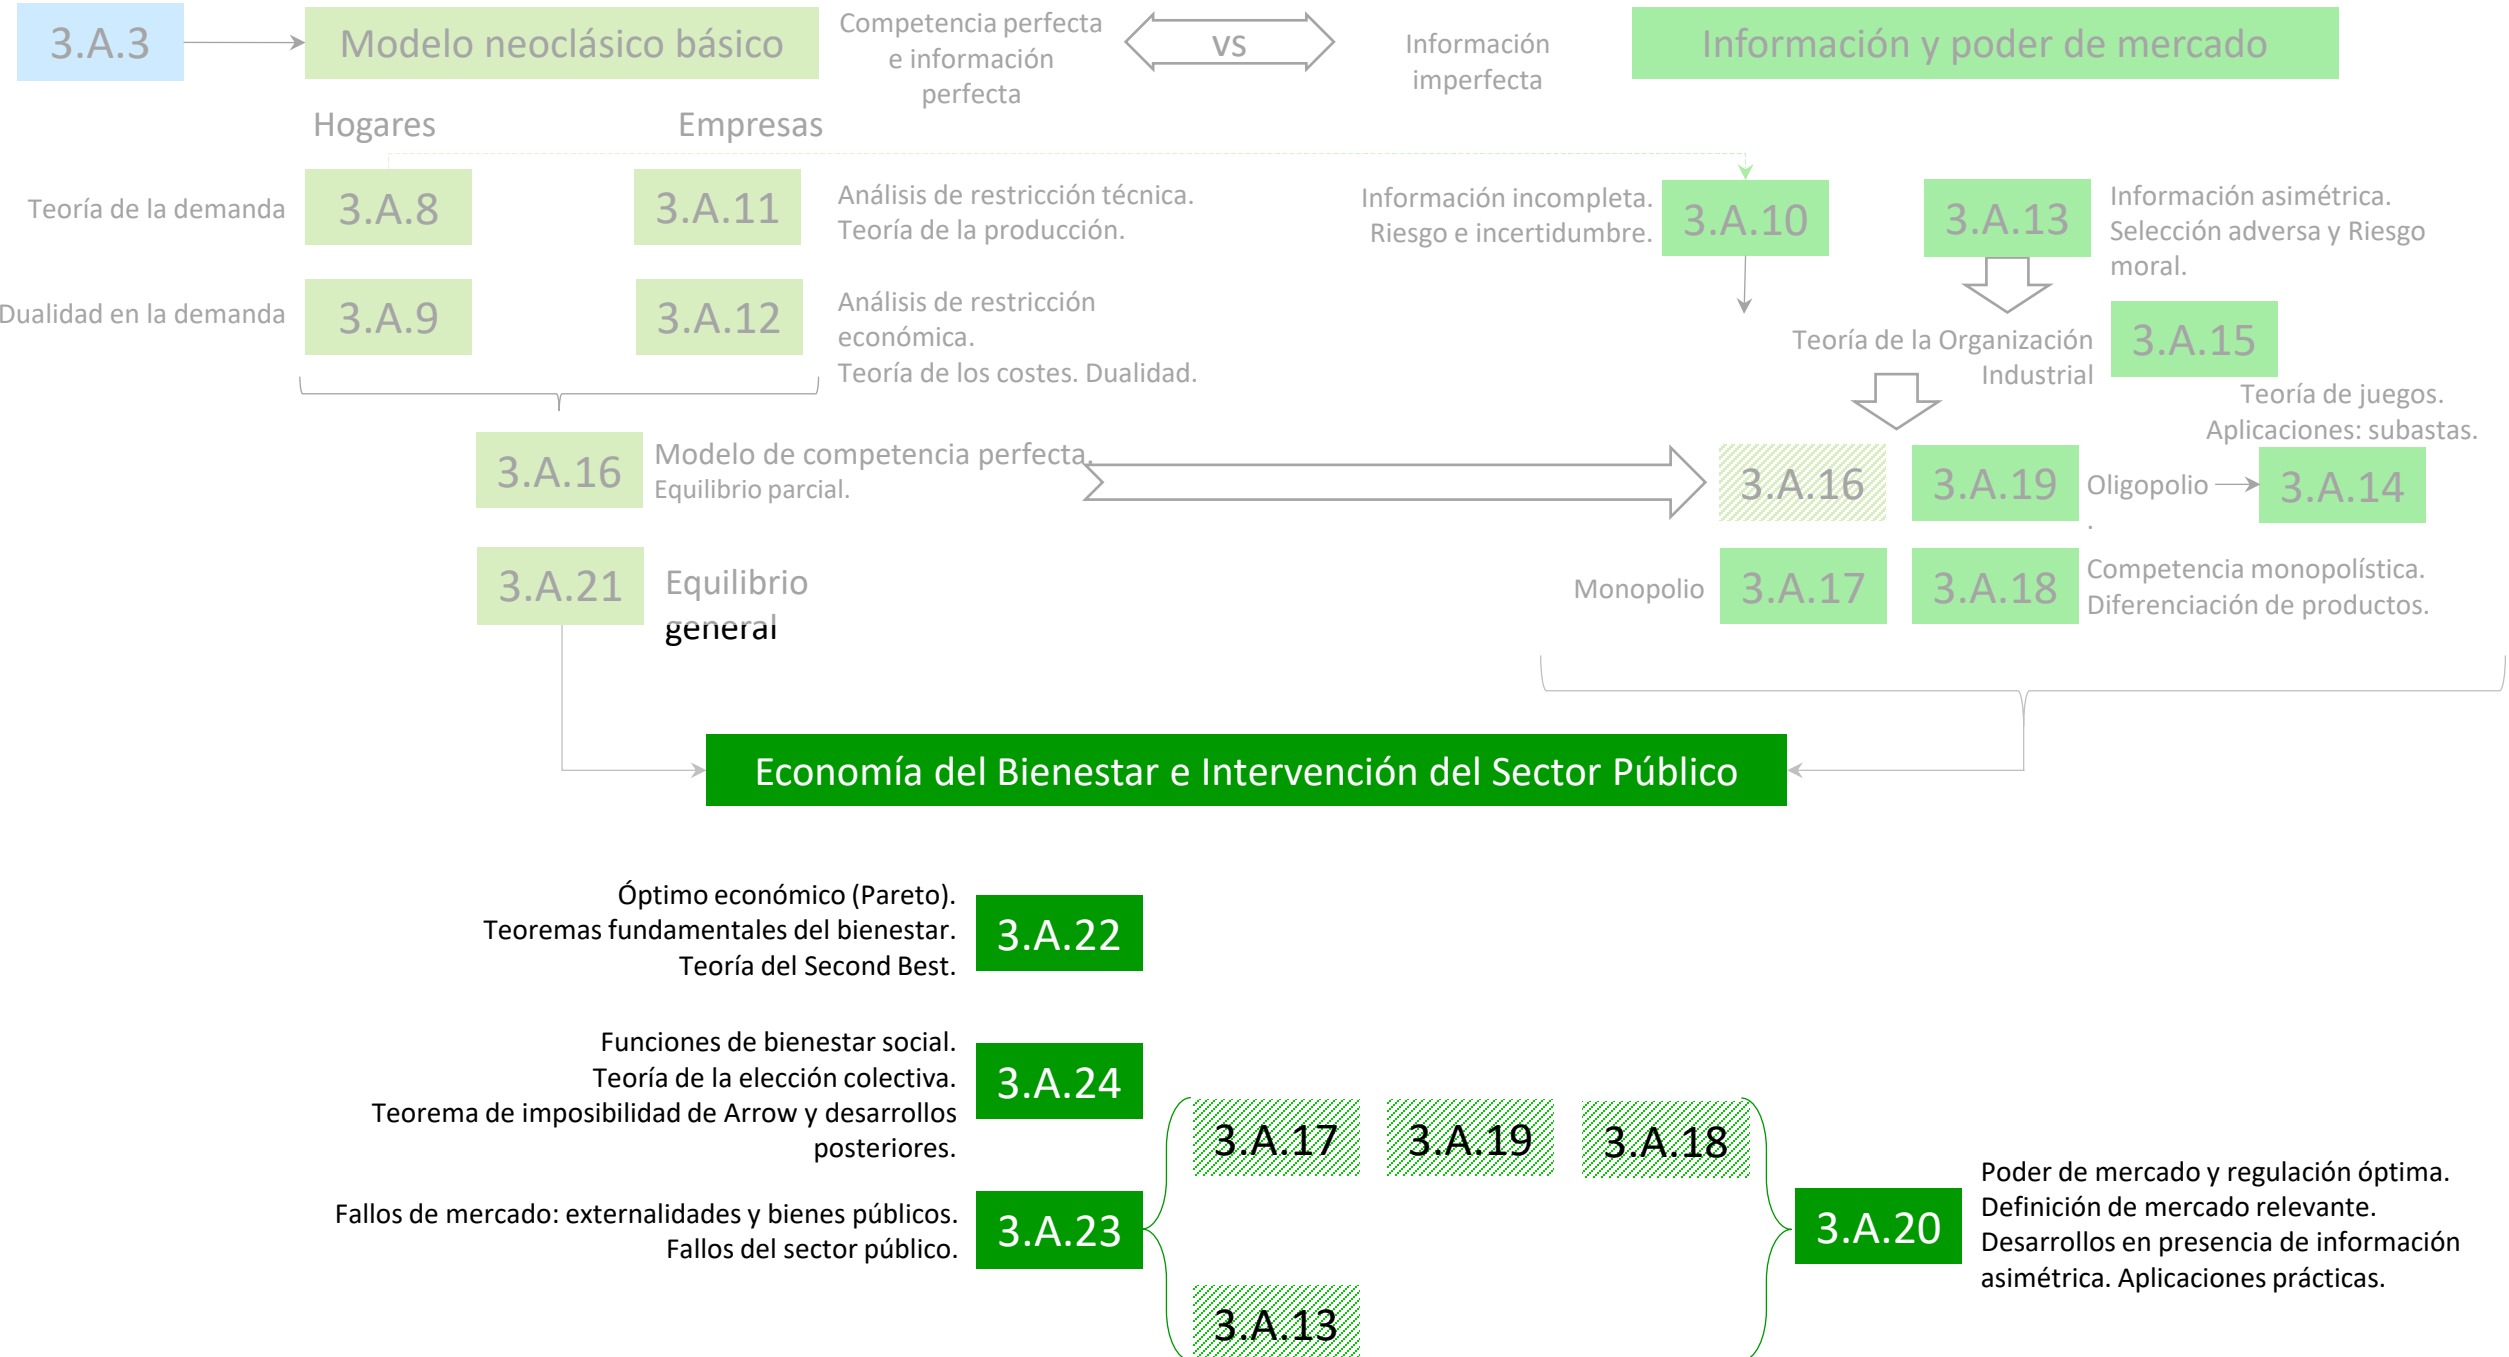 3.A.3
Modelo neoclásico básico
Competencia perfecta
e información
perfecta
vs
Información
imperfecta
Información y poder de mercado
Hogares
Empresas
Teoría de la demanda
3.A.8
3.A.11
Análisis de restricción técnica.
Teoría de la producción.
Información incompleta.
Riesgo e incertidumbre.
3.A.10
3.A.13
Información asimétrica.
Selección adversa y Riesgo
moral.
Dualidad en la demanda
3.A.9
3.A.12
Análisis de restricción
económica.
Teoría de los costes. Dualidad.
Teoría de la Organización
Industrial
3.A.15
Teoría de juegos.
Aplicaciones: subastas.
3.A.16
Modelo de competencia perfecta.
Equilibrio parcial.
3.A.16
3.A.19
Oligopolio
.
3.A.14
3.A.21
Equilibrio
general
Monopolio
3.A.17
3.A.18
Competencia monopolística.
Diferenciación de productos.
Economía del Bienestar e Intervención del Sector Público
Óptimo económico (Pareto).
Teoremas fundamentales del bienestar.
Teoría del Second Best.
3.A.22
Funciones de bienestar social.
Teoría de la elección colectiva.
Teorema de imposibilidad de Arrow y desarrollos
posteriores.
3.A.24
3.A.17
3.A.19
3.A.18
Fallos de mercado: externalidades y bienes públicos.
Fallos del sector público.
3.A.23
3.A.20
Poder de mercado y regulación óptima.
Definición de mercado relevante.
Desarrollos en presencia de información
asimétrica. Aplicaciones prácticas.
3.A.13